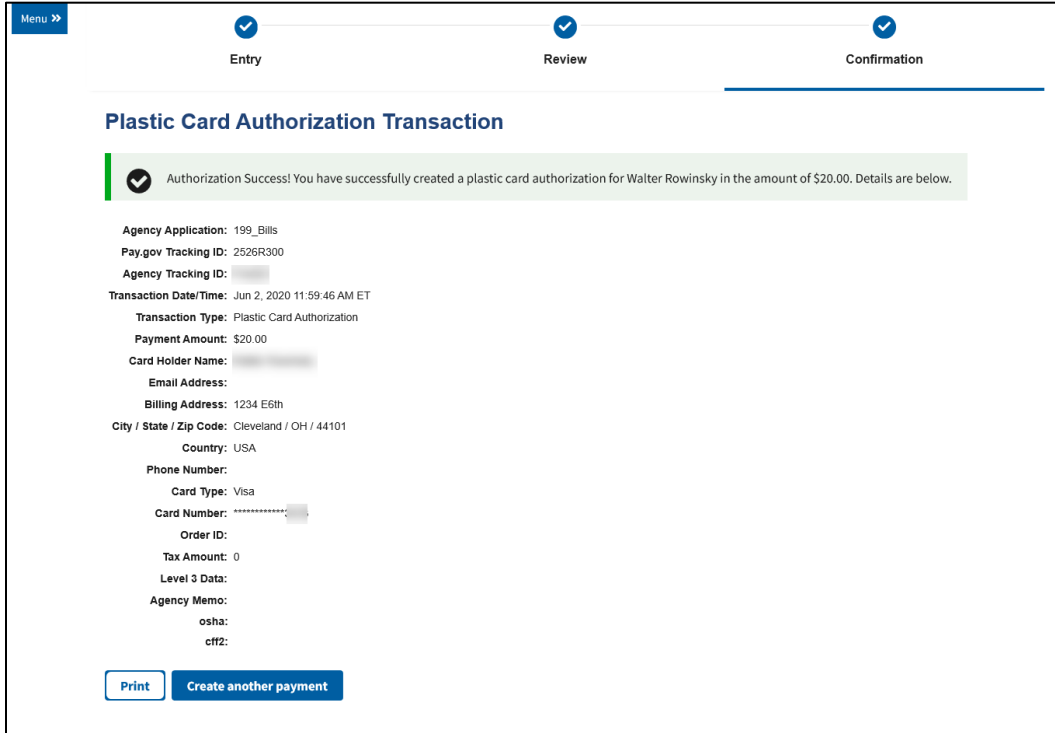 Menu »
Entry
Review
Confirmation
Plastic Card Authorization Transaction
Authorization Success! You have successfully created a plastic card authorization for Walter Rowinsky in the amount of $20.00. Details are below.
Agency Application: 199_Bills
Pay.gov Tracking ID: 2526R300
Agency Tracking ID:
Transaction Date/Time: Jun 2, 2020 11:59:46 AM ET
Transaction Type: Plastic Card Authorization
Payment Amount: $20.00
Card Holder Name:
Email Address:
Billing Address: 1234 E6th
City / State / Zip Code: Cleveland / OH / 44101
Country: USA
Phone Number:
Card Type: Visa
Card Number: ************
Order ID:
Tax Amount: 0
Level 3 Data:
Agency Memo:
osha:
cff2:
Print
Create another payment